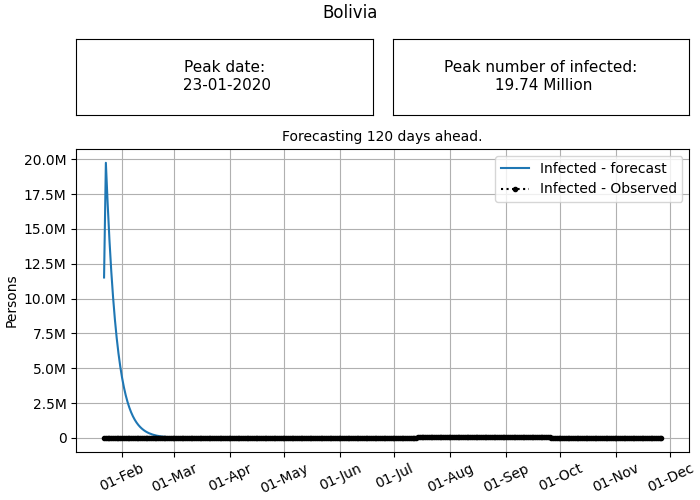 Bolivia
Peak date:
23-01-2020
Peak number of infected:
19.74 Million
Forecasting 120 days ahead.
Infected - forecast
Infected - Observed
Persons
20.0M
17.5M
15.0M
12.5M
10.0M
7.5M
5.0M
2.5M
0
01-Feb
01-Mar
01-Apr
01-May
01-Jun
01-Jul
01-Aug
01-Sep
01-Oct
01-Nov
01-Dec